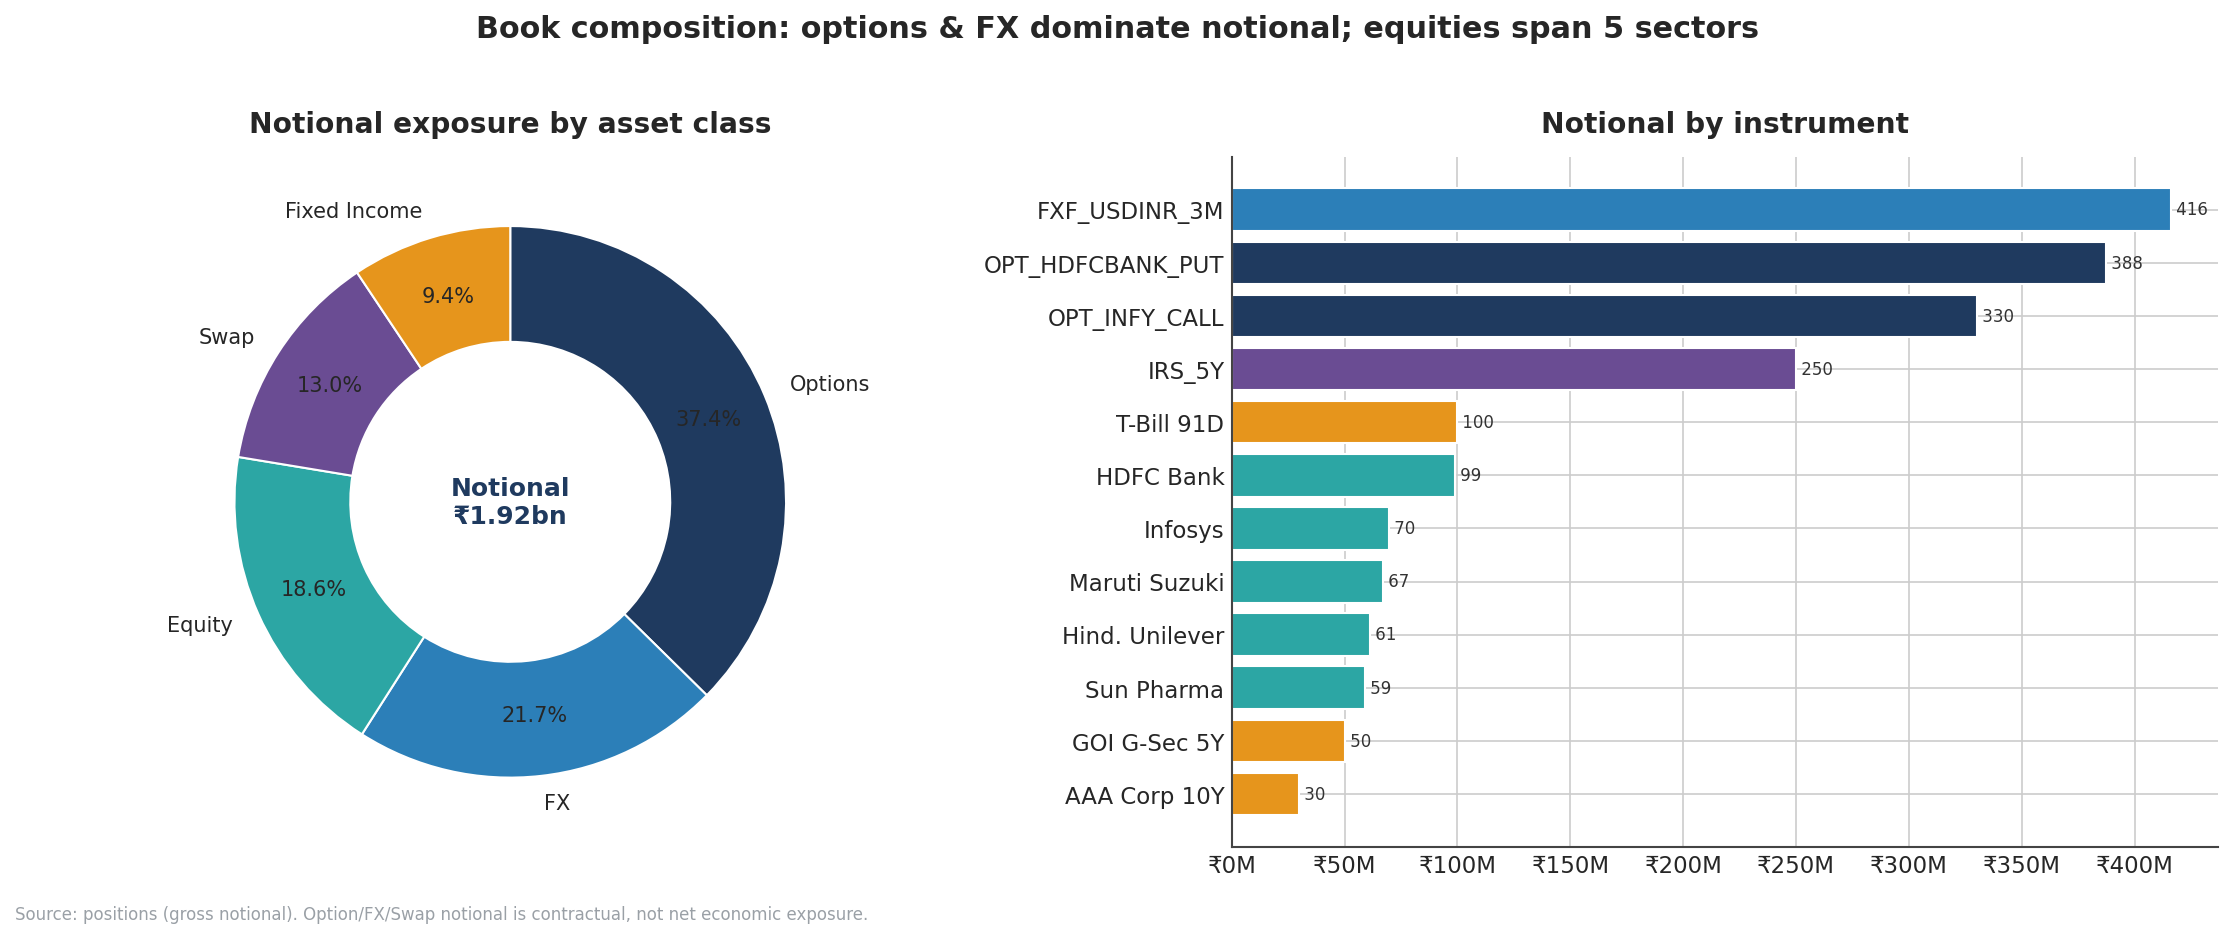 Book composition: options & FX dominate notional; equities span 5 sectors
Notional exposure by asset class
Fixed Income
9.4%
Swap
13.0%
Options
37.4%
Notional
₹1.92bn
18.6%
Equity
21.7%
FX
Notional by instrument
FXF_USDINR_3M 416
OPT_HDFCBANK_PUT 388
OPT_INFY_CALL 330
IRS_5Y 250
T-Bill 91D 100
HDFC Bank 99
Infosys 70
Maruti Suzuki 67
Hind. Unilever 61
Sun Pharma 59
GOI G-Sec 5Y 50
AAA Corp 10Y 30
₹0M ₹50M ₹100M ₹150M ₹200M ₹250M ₹300M ₹350M ₹400M
Source: positions (gross notional). Option/FX/Swap notional is contractual, not net economic exposure.